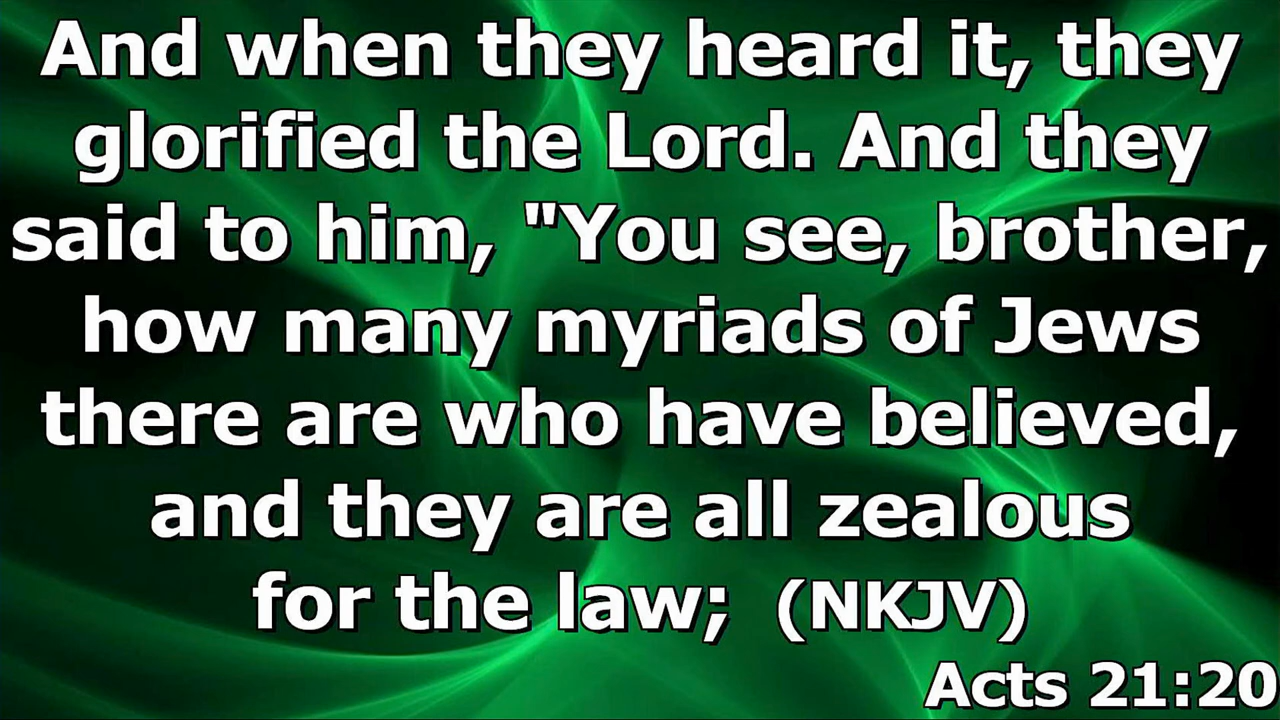 And when they heard it, they
glorified the Lord. And they
said to him, "You see, brother,
how many myriads of Jews
there are who have believed,
and they are all zealous
for the law; (NKJV)
Acts 21:20